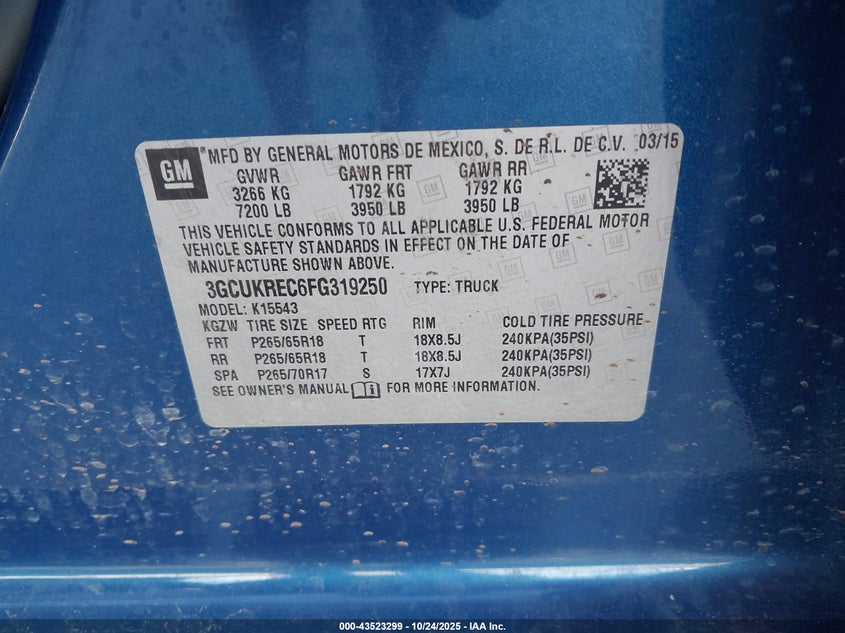 GM ® MFD BY GENERAL MOTORS DE MEXICO, S. DE R.L. DE C.V. 03/15
GVWR GAWR FRT GAWR RR
3266 KG 1792 KG 1792 KG
7200 LB 3950 LB 3950 LB
THIS VEHICLE CONFORMS TO ALL APPLICABLE U.S. FEDERAL MOTOR
VEHICLE SAFETY STANDARDS IN EFFECT ON THE DATE OF
MANUFACTURE SHOWN ABOVE.
3GCUKREC6FG319250 TYPE: TRUCK
MODEL: K15543
KGZW TIRE SIZE SPEED RTG RIM COLD TIRE PRESSURE
FRT P265/65R18 T 18X8.5J 240KPA(35PSI)
RR P265/65R18 T 18X8.5J 240KPA(35PSI)
SPA P265/70R17 S 17X7J 240KPA(35PSI)
SEE OWNER'S MANUAL FOR MORE INFORMATION.
000-43523299 - 10/24/2025 - IAA Inc.